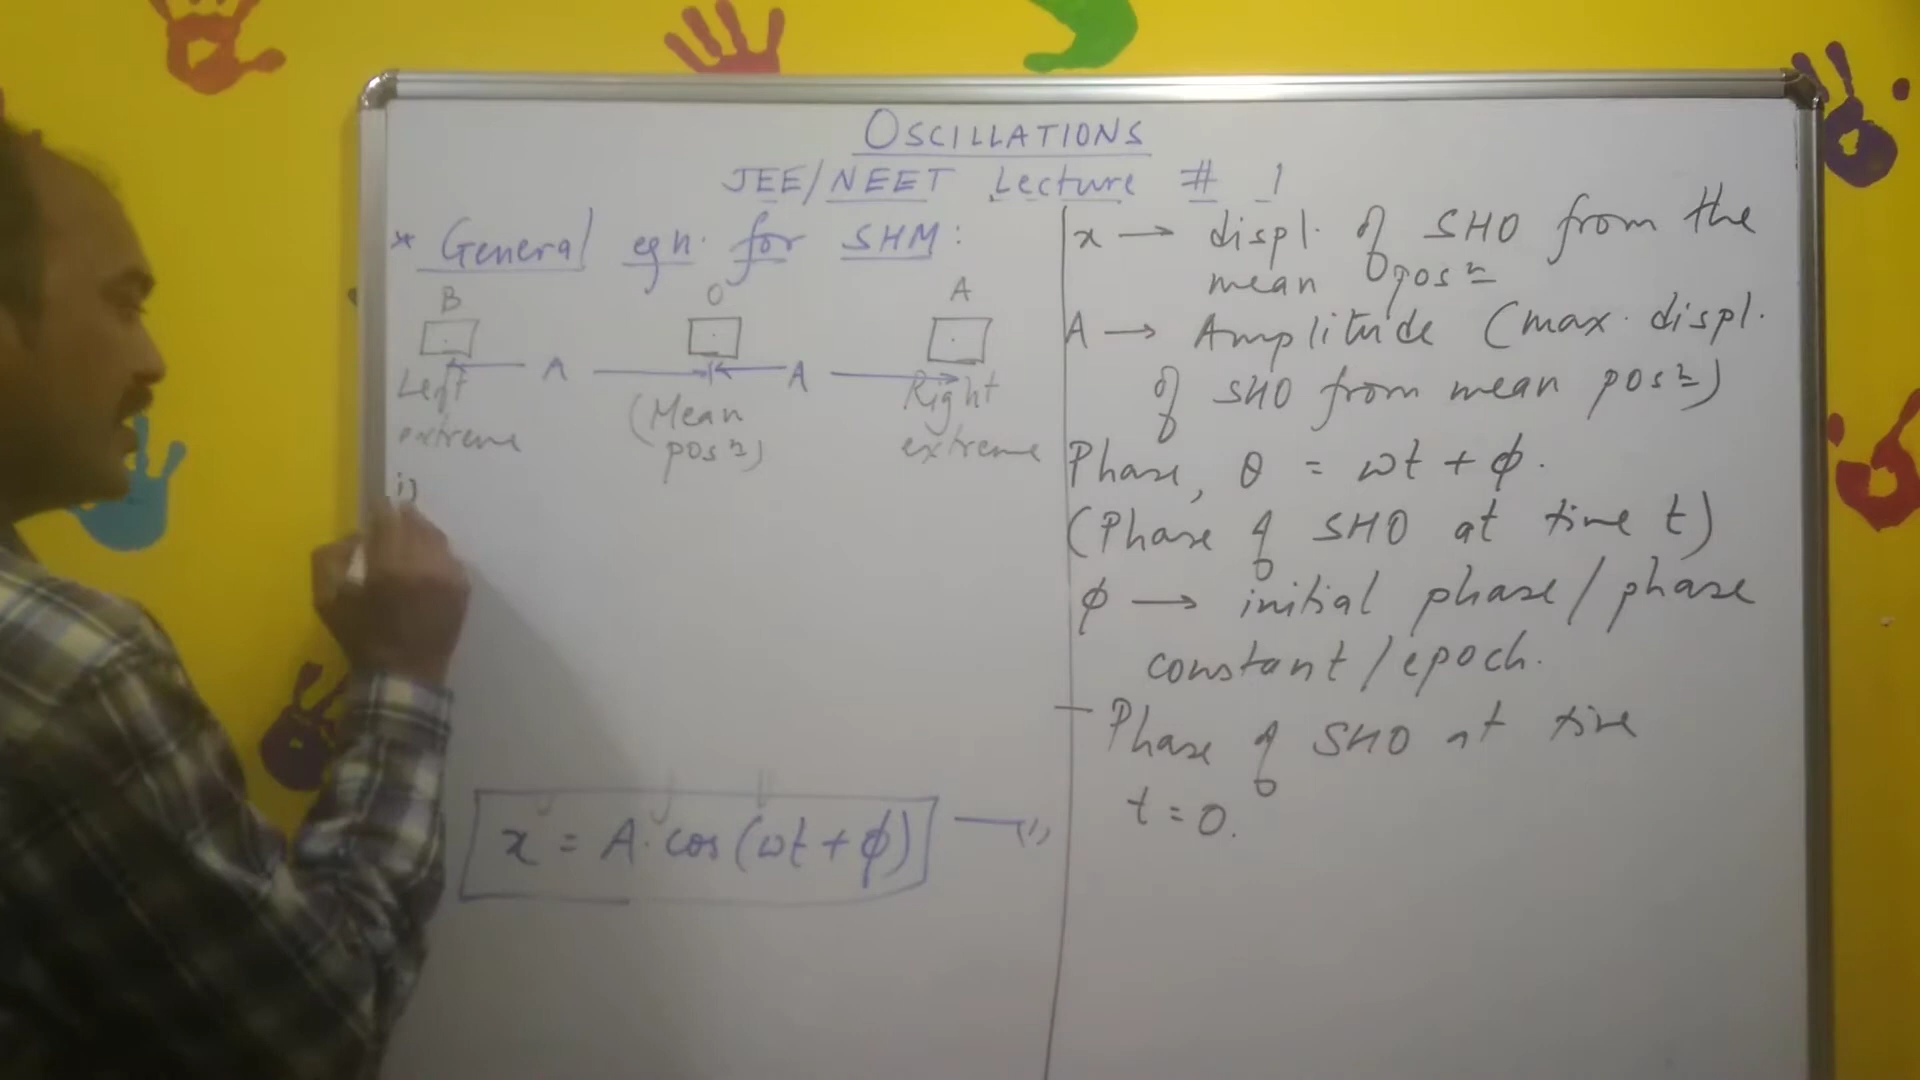 OSCILLATIONS
JEE/NEET Lecture # 1
* General eqn. for SHM:
B O A
A A
Left
extreme
(Mean
posⁿ)
Right
extreme
i)
x = A·cos(ωt + ϕ) —(1)
x → displ. of SHO from the
mean posⁿ
A → Amplitude (max. displ.
of SHO from mean posⁿ)
Phase, θ = ωt + ϕ.
(Phase of SHO at time t)
ϕ → initial phase/phase
constant/epoch.
Phase of SHO at time
t = 0.